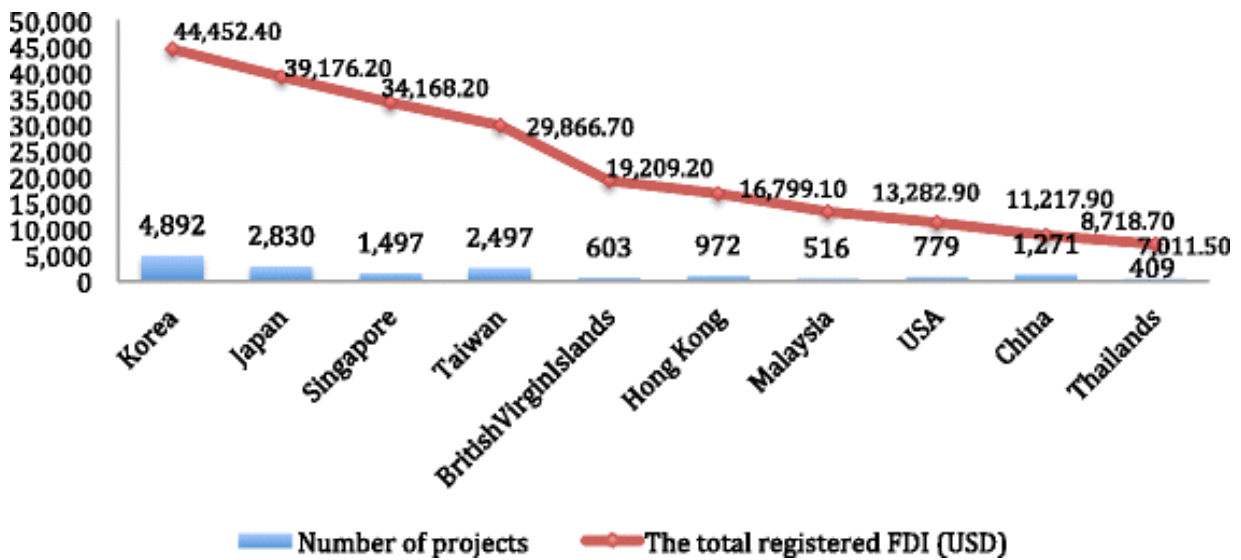 50,000
45,000
40,000
35,000
30,000
25,000
20,000
15,000
10,000
5,000
0
44,452.40
39,176.20
34,168.20
29,866.70
19,209.20
16,799.10
13,282.90
11,217.90
8,718.70
7,011.50
4,892
2,830
1,497
2,497
603
972
516
779
1,271
409
Korea
Japan
Singapore
Taiwan
BritishVirginIslands
Hong Kong
Malaysia
USA
China
Thailands
Number of projects
The total registered FDI (USD)